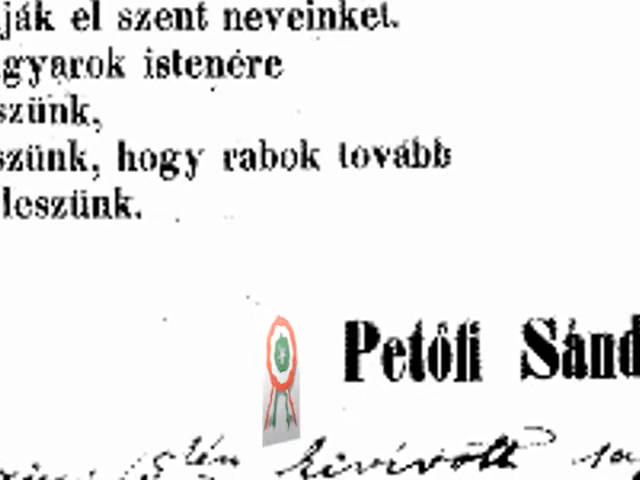 ják el szent neveinket.
gyarok istenére
szünk,
szünk, hogy rabok tovább
leszünk.
Petőfi Sánd
kivívott